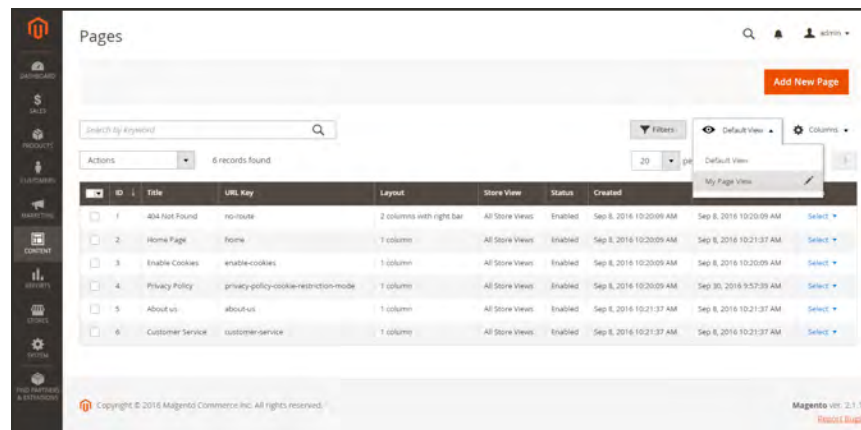 Pages
admin
DASHBOARD
SALES
PRODUCTS
CUSTOMERS
MARKETING
CONTENT
REPORTS
STORES
SYSTEM
FIND PARTNERS
& EXTENSIONS
Add New Page
Search by keyword
Filters
Default View
Columns
Actions
6 records found
20
pe
Default View
My Page View
ID Title URL Key Layout Store View Status Created
1 404 Not Found no-route 2 columns with right bar All Store Views Enabled Sep 8, 2016 10:20:09 AM Sep 8, 2016 10:20:09 AM Select
2 Home Page home 1 column All Store Views Enabled Sep 8, 2016 10:20:09 AM Sep 8, 2016 10:21:37 AM Select
3 Enable Cookies enable-cookies 1 column All Store Views Enabled Sep 8, 2016 10:20:09 AM Sep 8, 2016 10:20:09 AM Select
4 Privacy Policy privacy-policy-cookie-restriction-mode 1 column All Store Views Enabled Sep 8, 2016 10:20:09 AM Sep 30, 2016 9:57:39 AM Select
5 About us about-us 1 column All Store Views Enabled Sep 8, 2016 10:21:37 AM Sep 8, 2016 10:21:37 AM Select
6 Customer Service customer-service 1 column All Store Views Enabled Sep 8, 2016 10:21:37 AM Sep 8, 2016 10:21:37 AM Select
Copyright © 2016 Magento Commerce Inc. All rights reserved.
Magento ver. 2.1.1
Report Bugs